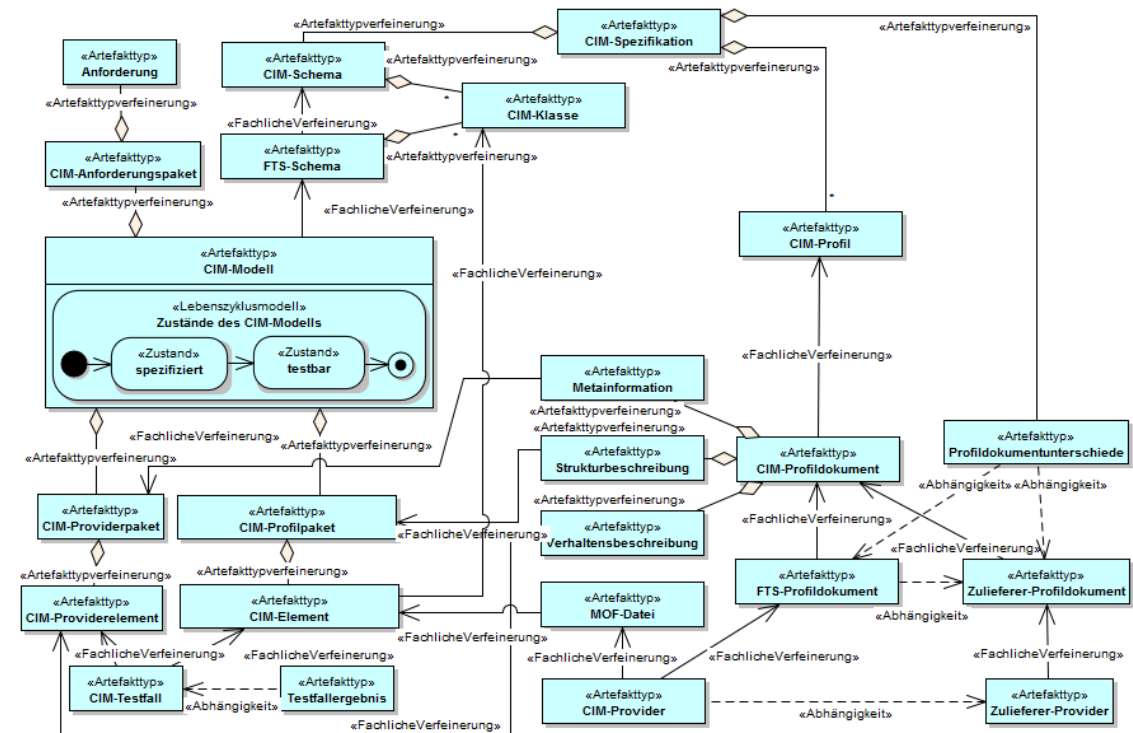 «Artefakttypverfeinerung»
«Artefakttyp»
CIM-Spezifikation
«Artefakttypverfeinerung»
«Artefakttyp»
Anforderung
«Artefakttyp»
CIM-Schema
«Artefakttypverfeinerung»
«Artefakttypverfeinerung»
«Artefakttypverfeinerung»
*
«Artefakttyp»
CIM-Klasse
«FachlicheVerfeinerung»
*
«Artefakttyp»
CIM-Anforderungspaket
«Artefakttyp»
FTS-Schema
«Artefakttypverfeinerung»
«Artefakttypverfeinerung»
«FachlicheVerfeinerung»
*
«Artefakttyp»
CIM-Profil
«Artefakttyp»
CIM-Modell
«FachlicheVerfeinerung»
«Lebenszyklusmodell»
Zustände des CIM-Modells
«Zustand»
spezifiziert
«Zustand»
testbar
«FachlicheVerfeinerung»
«Artefakttyp»
Metainformation
«Artefakttypverfeinerung»
«Artefakttypverfeinerung»
«FachlicheVerfeinerung»
«Artefakttypverfeinerung»
«Artefakttypverfeinerung»
«Artefakttyp»
Strukturbeschreibung
«Artefakttyp»
CIM-Profildokument
«Artefakttyp»
Profildokumentunterschiede
«Abhängigkeit»
«Abhängigkeit»
«Artefakttypverfeinerung»
«Artefakttyp»
CIM-Providerpaket
«Artefakttyp»
CIM-Profilpaket
«FachlicheVerfeinerung»
«Artefakttyp»
Verhaltensbeschreibung
«FachlicheVerfeinerung»
«FachlicheVerfeinerung»
«Artefakttypverfeinerung»
«Artefakttypverfeinerung»
«Artefakttyp»
FTS-Profildokument
«Artefakttyp»
Zulieferer-Profildokument
«Artefakttyp»
CIM-Providerelement
«Artefakttyp»
CIM-Element
«Artefakttyp»
MOF-Datei
«Abhängigkeit»
«FachlicheVerfeinerung»
«FachlicheVerfeinerung»
«FachlicheVerfeinerung»
«FachlicheVerfeinerung»
«FachlicheVerfeinerung»
«FachlicheVerfeinerung»
«FachlicheVerfeinerung»
«Artefakttyp»
CIM-Testfall
«Artefakttyp»
Testfallergebnis
«Abhängigkeit»
«Artefakttyp»
CIM-Provider
«Abhängigkeit»
«Artefakttyp»
Zulieferer-Provider
«FachlicheVerfeinerung»